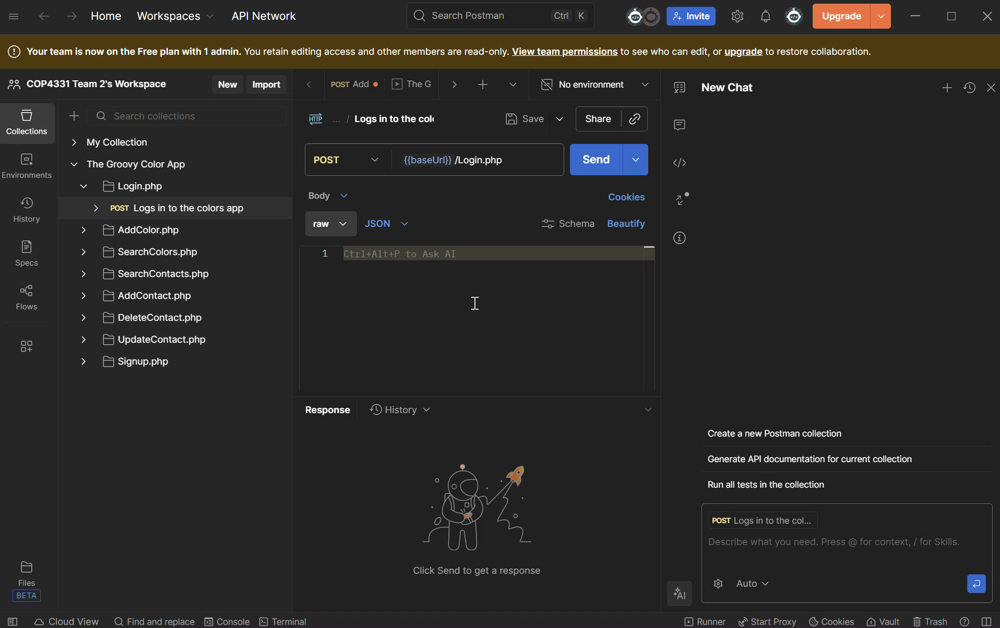 Home Workspaces API Network Search Postman Ctrl K Invite Upgrade
Your team is now on the Free plan with 1 admin. You retain editing access and other members are read-only. View team permissions to see who can edit, or upgrade to restore collaboration.
COP4331 Team 2's Workspace New Import
POST Add The G No environment
New Chat
Collections
Environments
History
Specs
Flows
Files
BETA
Search collections
My Collection
The Groovy Color App
Login.php
POST Logs in to the colors app
AddColor.php
SearchColors.php
SearchContacts.php
AddContact.php
DeleteContact.php
UpdateContact.php
Signup.php
HTTP ... / Logs in to the col Save Share
POST {{baseUrl}} /Login.php Send
Body Cookies
raw JSON Schema Beautify
1 Ctrl+Alt+P to Ask AI
Response History
Click Send to get a response
Create a new Postman collection
Generate API documentation for current collection
Run all tests in the collection
POST Logs in to the col...
Describe what you need. Press @ for context, / for Skills.
Auto
AI
Cloud View Find and replace Console Terminal Runner Start Proxy Cookies Vault Trash